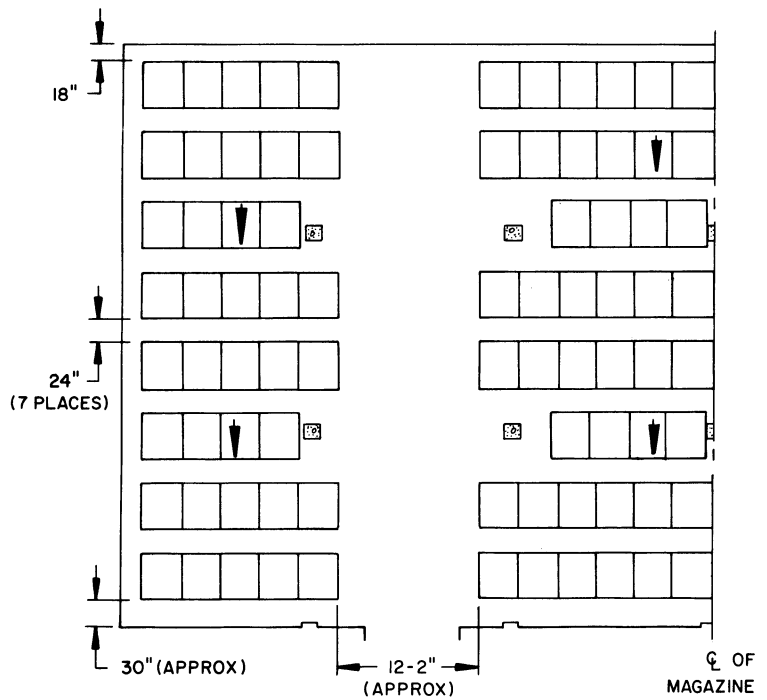 18"
24"
(7 PLACES)
30" (APPROX)
12-2"
(APPROX)
℄ OF
MAGAZINE